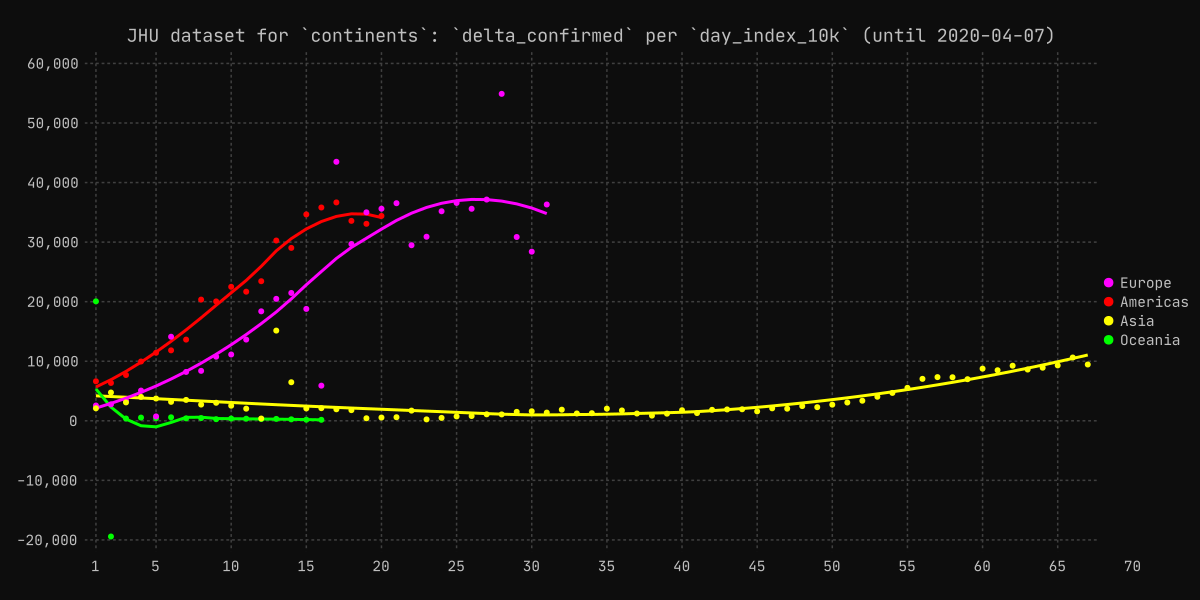 JHU dataset for `continents`: `delta_confirmed` per `day_index_10k` (until 2020-04-07)
60,000
50,000
40,000
30,000
20,000
10,000
0
-10,000
-20,000
1 5 10 15 20 25 30 35 40 45 50 55 60 65 70
Europe
Americas
Asia
Oceania